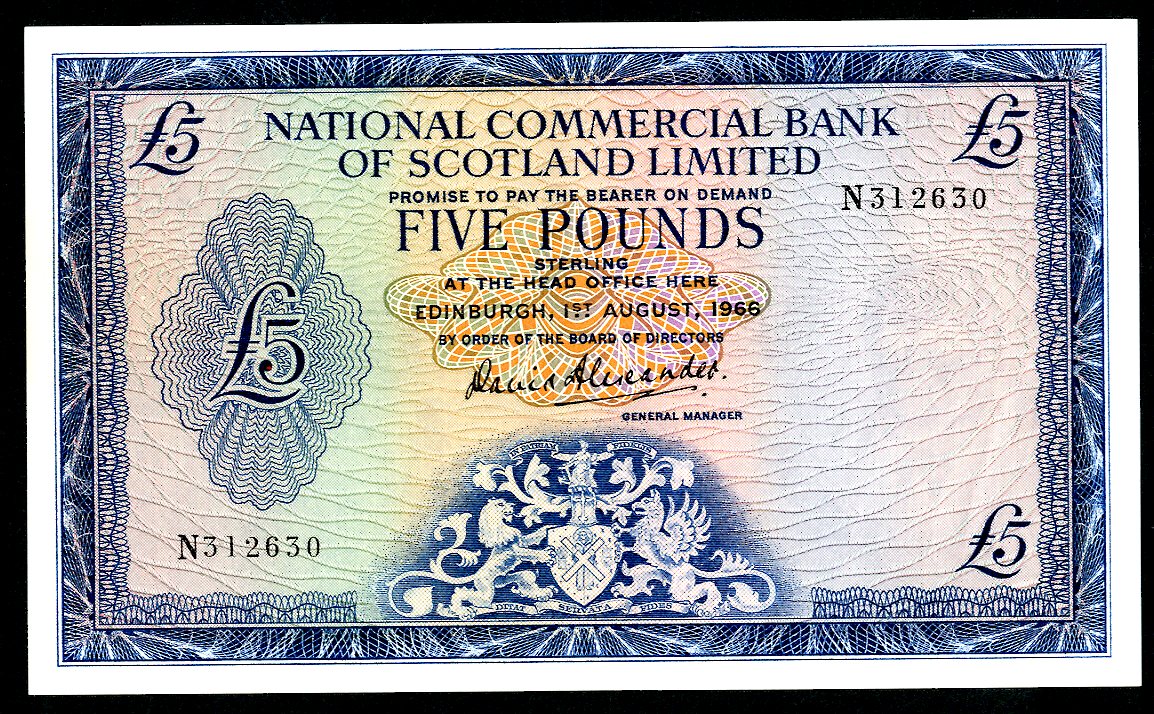 £5
NATIONAL COMMERCIAL BANK
OF SCOTLAND LIMITED
£5
PROMISE TO PAY THE BEARER ON DEMAND
N312630
FIVE POUNDS
STERLING
AT THE HEAD OFFICE HERE
EDINBURGH, 1ST AUGUST, 1966
BY ORDER OF THE BOARD OF DIRECTORS
£5
David Alexander.
GENERAL MANAGER
N312630
£5
DITAT SERVATA FIDES